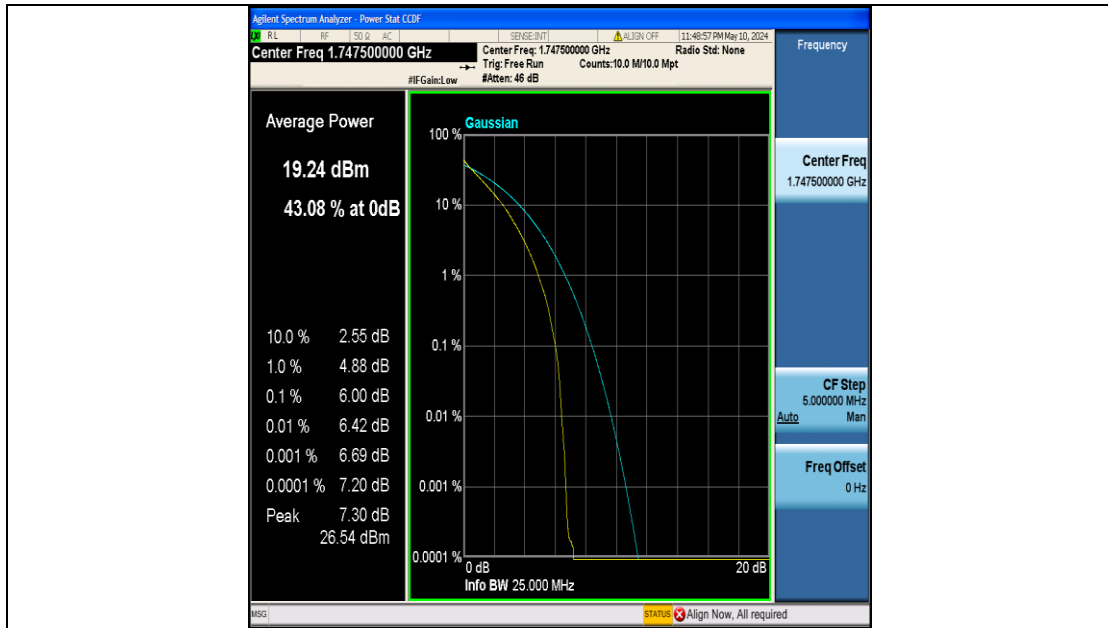 Agilent Spectrum Analyzer - Power Stat CCDF
RL RF 50 Ω AC SENSE:INT ALIGN OFF 11:48:57 PM May 10, 2024
Center Freq 1.747500000 GHz
Center Freq: 1.747500000 GHz Radio Std: None
Trig: Free Run Counts:10.0 M/10.0 Mpt
#IFGain:Low #Atten: 46 dB
Frequency
Average Power
19.24 dBm
43.08 % at 0dB
10.0 % 2.55 dB
1.0 % 4.88 dB
0.1 % 6.00 dB
0.01 % 6.42 dB
0.001 % 6.69 dB
0.0001 % 7.20 dB
Peak 7.30 dB
26.54 dBm
Gaussian
100 %
10 %
1 %
0.1 %
0.01 %
0.001 %
0.0001 %
0 dB 20 dB
Info BW 25.000 MHz
Center Freq
1.747500000 GHz
CF Step
5.000000 MHz
Auto Man
Freq Offset
0 Hz
MSG STATUS Align Now, All required